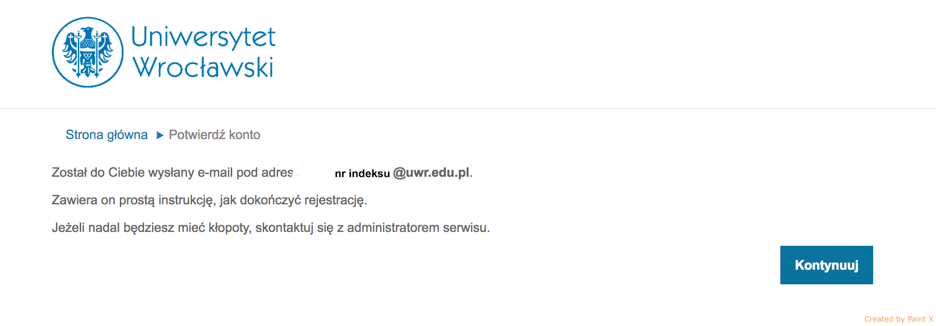 Uniwersytet
Wrocławski
Strona główna ► Potwierdź konto
Został do Ciebie wysłany e-mail pod adres nr indeksu @uwr.edu.pl.
Zawiera on prostą instrukcję, jak dokończyć rejestrację.
Jeżeli nadal będziesz mieć kłopoty, skontaktuj się z administratorem serwisu.
Kontynuuj
Created by Paint X